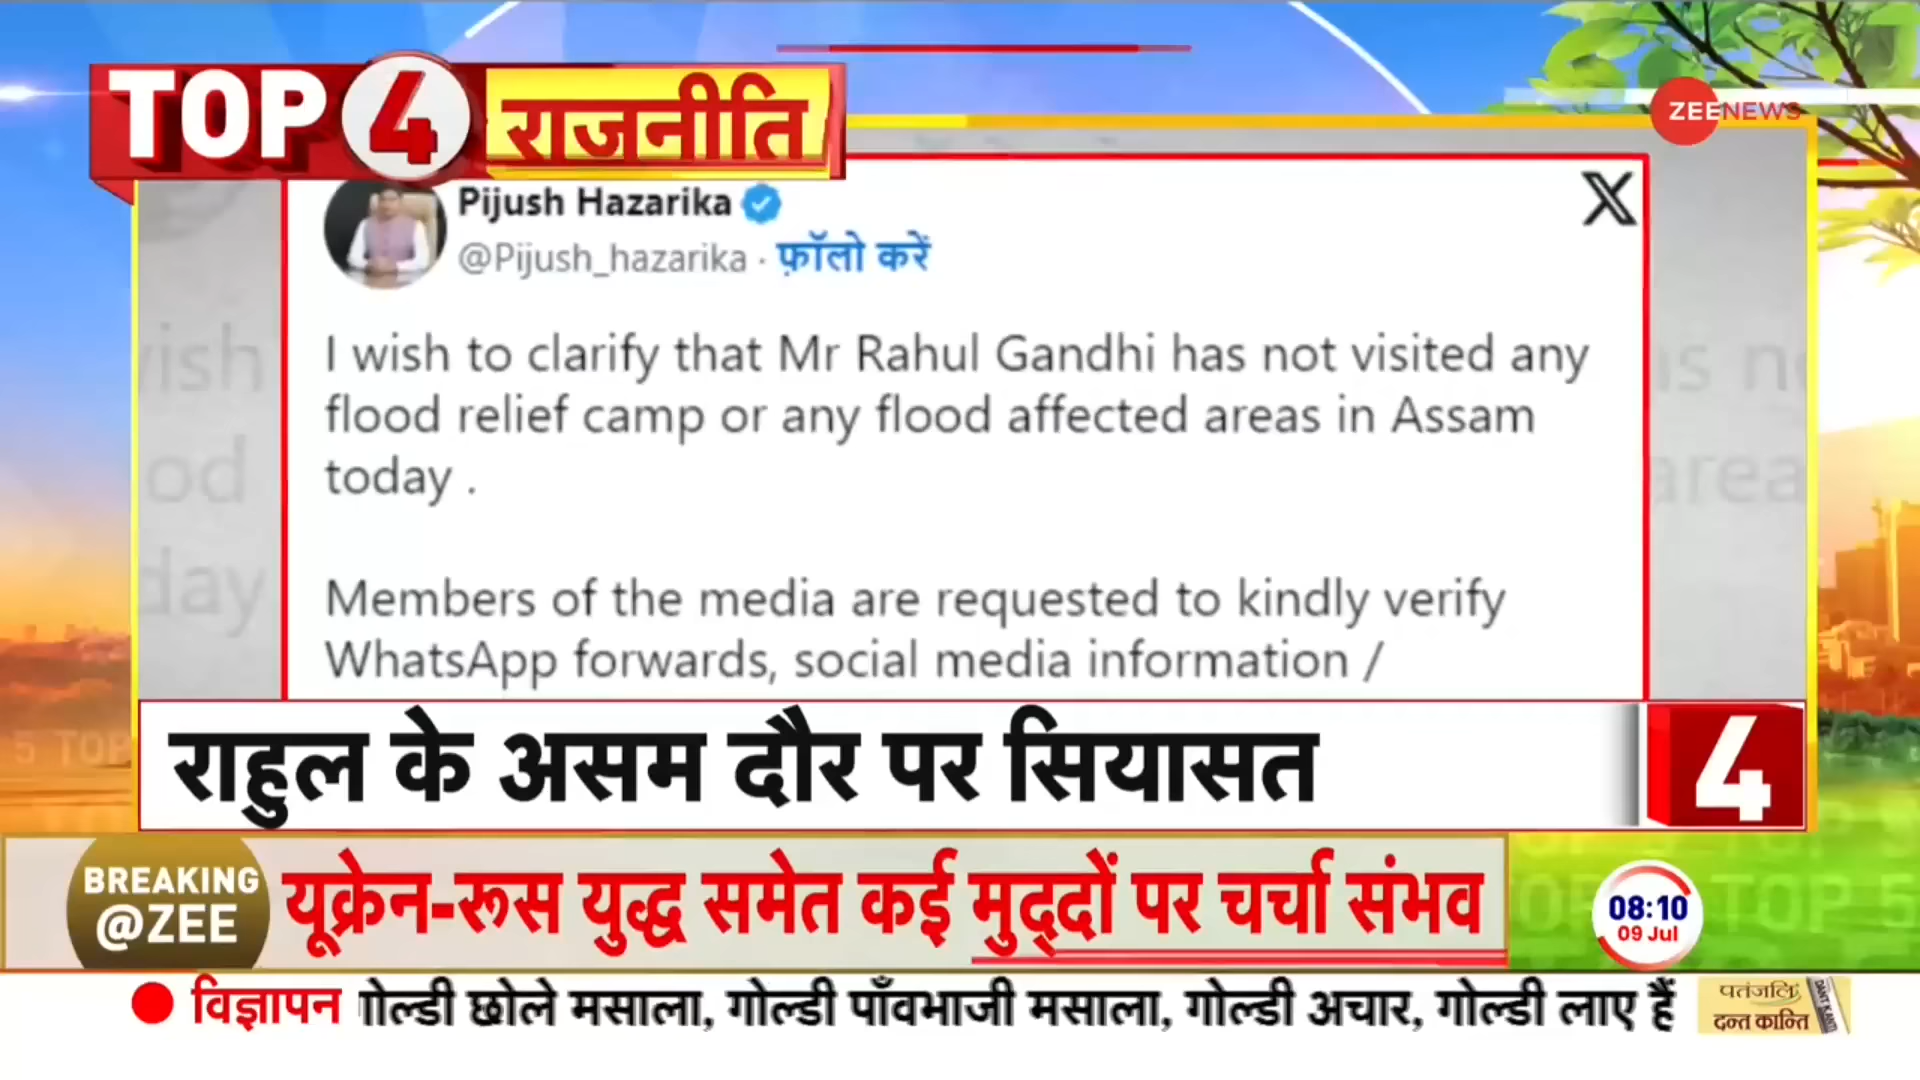 TOP 4 राजनीति
ZEE NEWS
Pijush Hazarika
@Pijush_hazarika · फ़ॉलो करें
I wish to clarify that Mr Rahul Gandhi has not visited any
flood relief camp or any flood affected areas in Assam
today .
Members of the media are requested to kindly verify
WhatsApp forwards, social media information /
राहुल के असम दौर पर सियासत
4
BREAKING
@ZEE
यूक्रेन-रूस युद्ध समेत कई मुद्दों पर चर्चा संभव
08:10
09 Jul
विज्ञापन गोल्डी छोले मसाला, गोल्डी पाँवभाजी मसाला, गोल्डी अचार, गोल्डी लाए हैं
पतंजलि
दन्त कान्ति